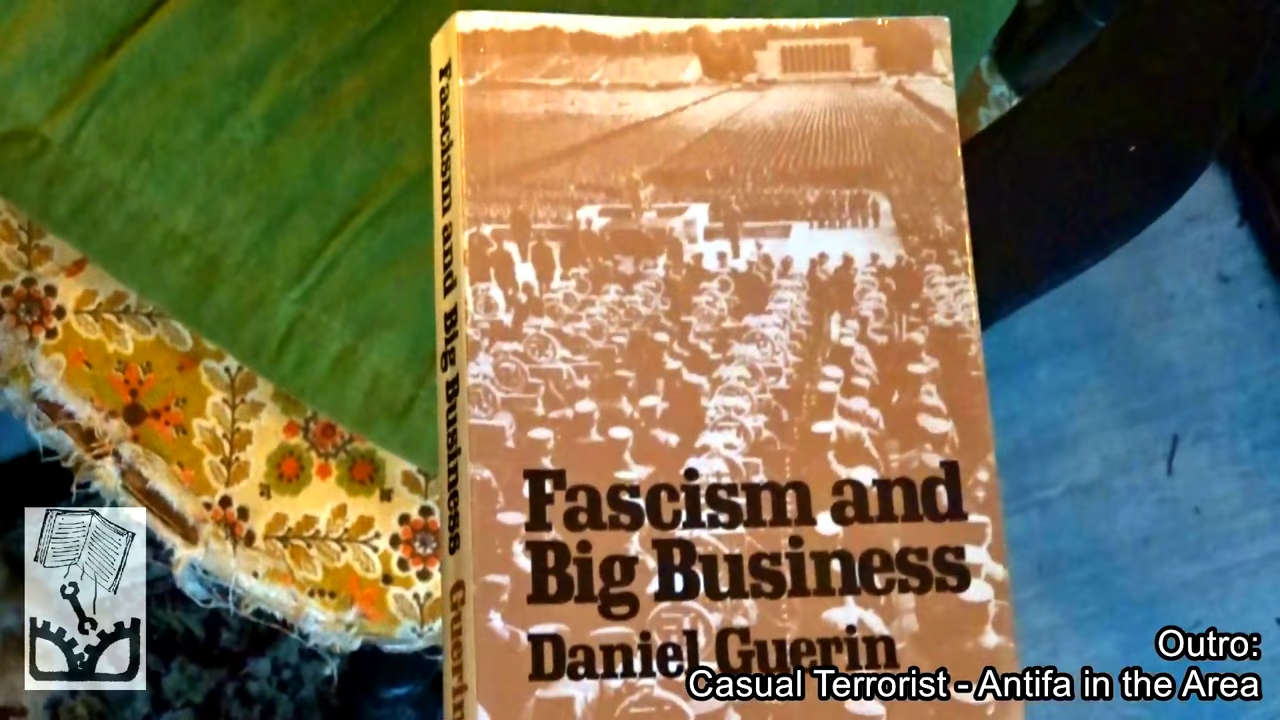 Fascism and Big Business Guerin
Fascism and
Big Business
Daniel Guerin
Outro:
Casual Terrorist - Antifa in the Area